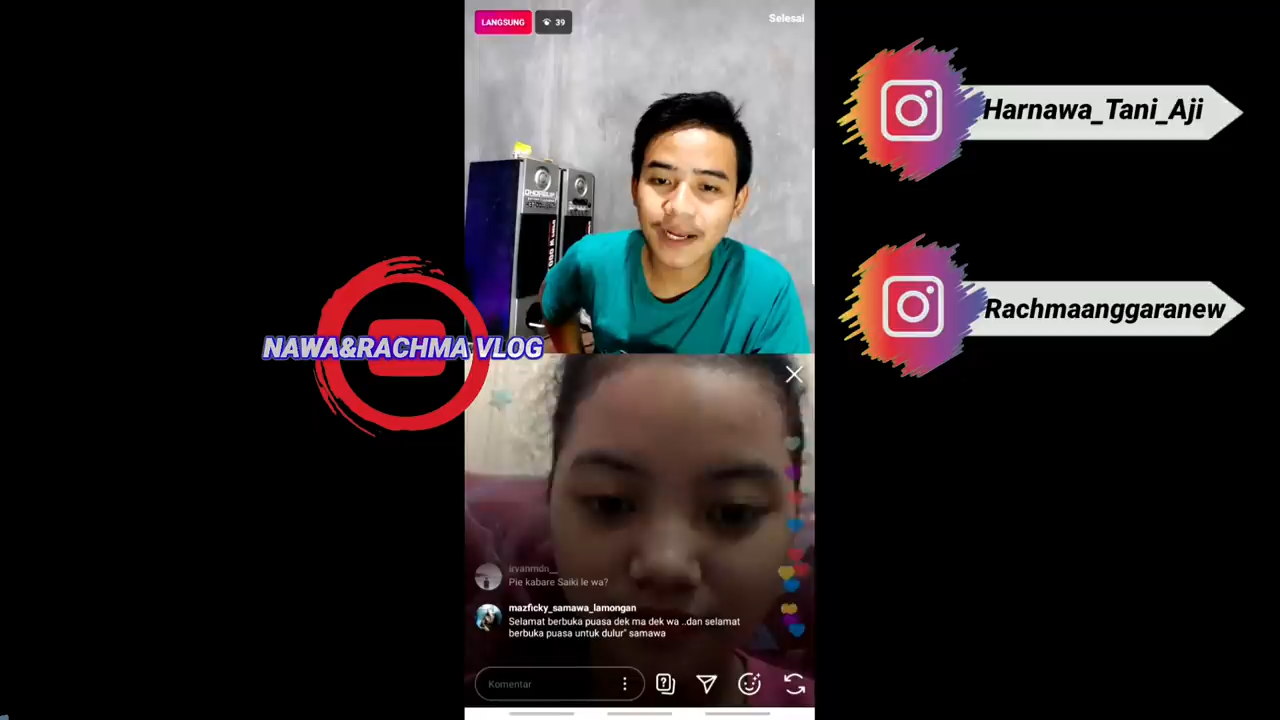 LANGSUNG
39
Selesai
Harnawa_Tani_Aji
NAWA&RACHMA VLOG
Rachmaanggaranew
irvanmdn__
Pie kabare Saiki le wa?
mazficky_samawa_lamongan
Selamat berbuka puasa dek ma dek wa ..dan selamat
berbuka puasa untuk dulur" samawa
Komentar